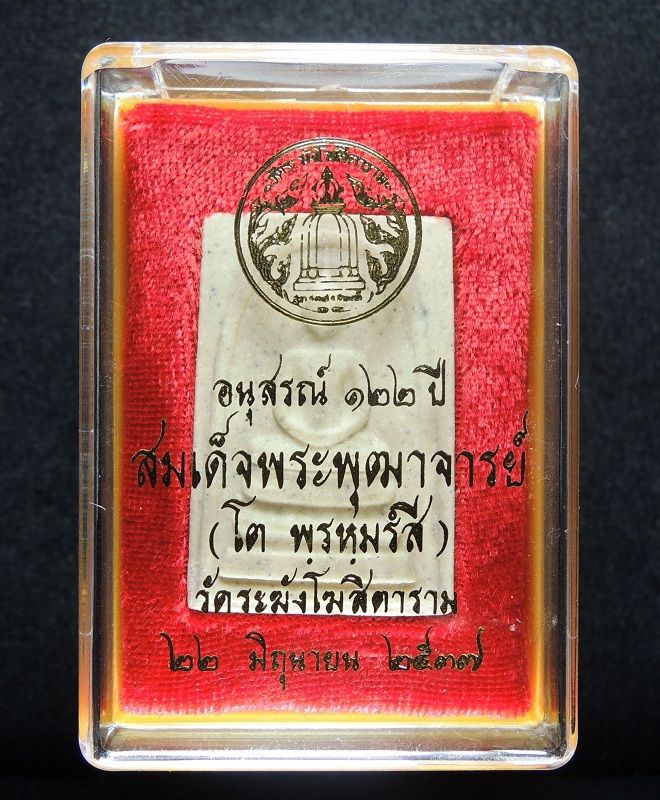 อนุสรณ์ ๑๒๒ ปี
สมเด็จพระพุฒาจารย์
(โต พฺรหฺมรํสี)
วัดระฆังโฆสิตาราม
๒๒ มิถุนายน ๒๕๓๗